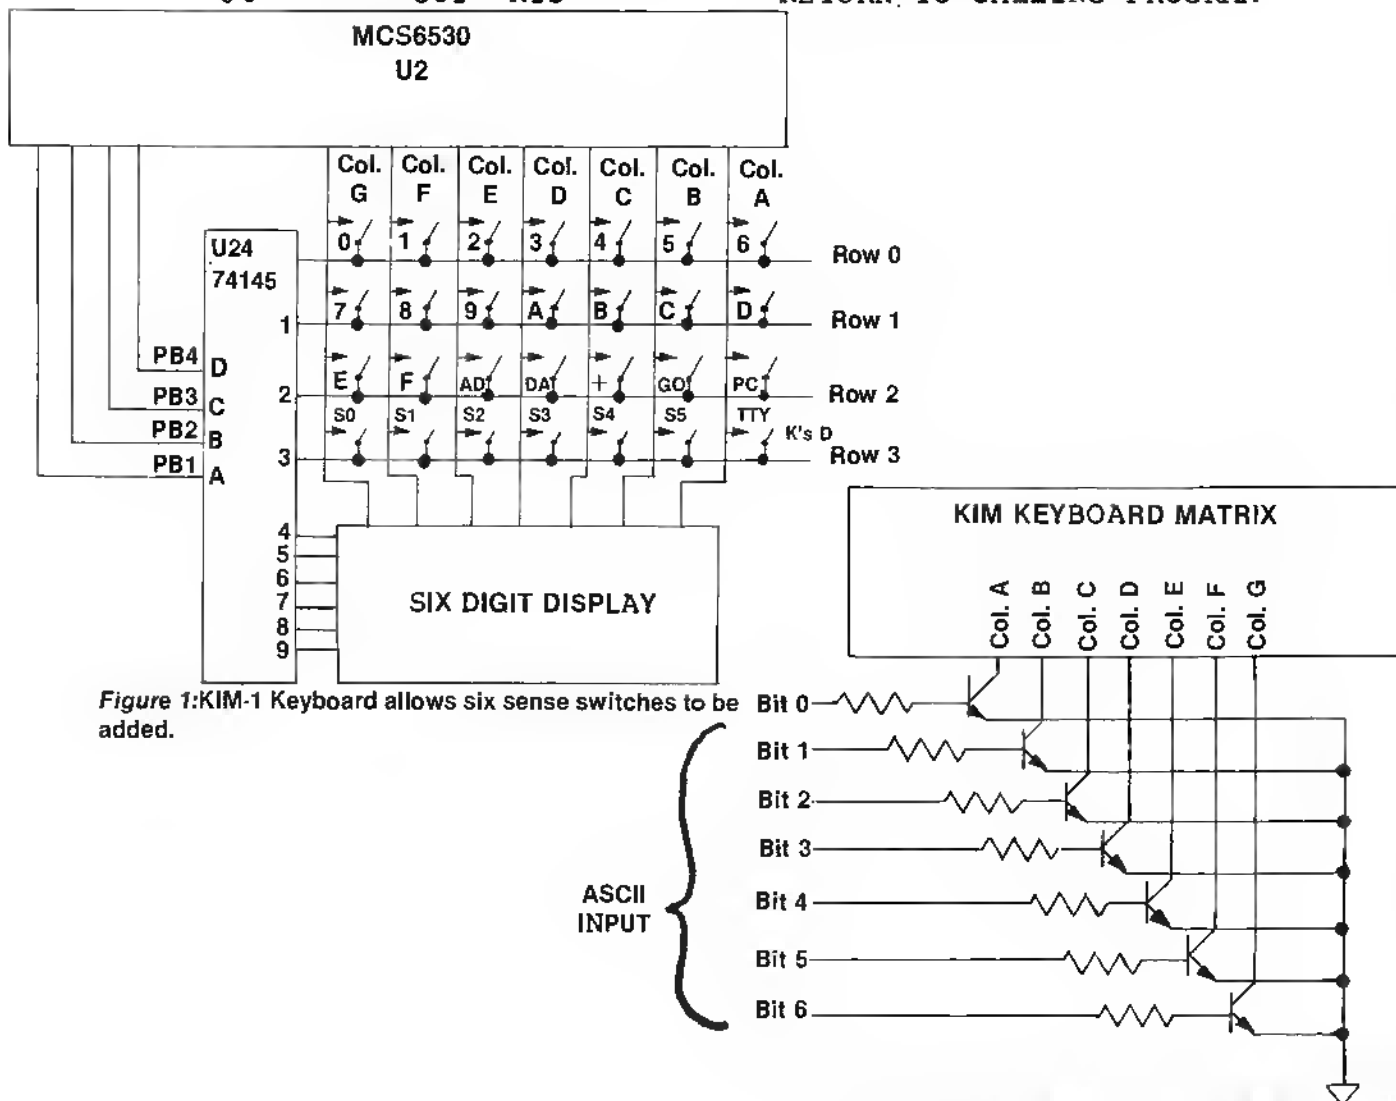 RETURN TO CALLING PROGRAM.
MCS6530
U2
Col. Col. Col. Col. Col. Col. Col.
G F E D C B A
U24
74145
0 1 2 3 4 5 6 Row 0
1 7 8 9 A B C D Row 1
PB4 D
PB3 C
PB2 B
PB1 A
2 E F AD DA + GO PC Row 2
S0 S1 S2 S3 S4 S5 TTY
K's D
3 Row 3
4
5
6
7
8
9
SIX DIGIT DISPLAY
Figure 1:KIM-1 Keyboard allows six sense switches to be
added.
KIM KEYBOARD MATRIX
Col. A
Col. B
Col. C
Col. D
Col. E
Col. F
Col. G
ASCII
INPUT
Bit 0
Bit 1
Bit 2
Bit 3
Bit 4
Bit 5
Bit 6